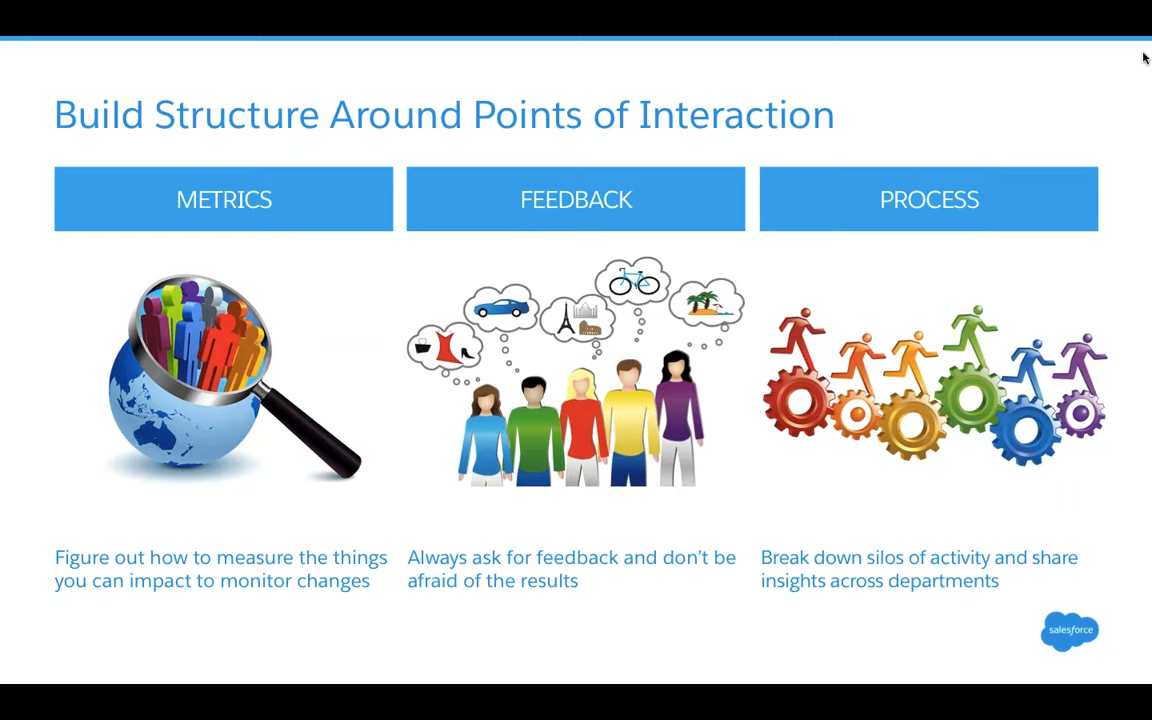 Build Structure Around Points of Interaction
METRICS
FEEDBACK
PROCESS
Figure out how to measure the things
you can impact to monitor changes
Always ask for feedback and don't be
afraid of the results
Break down silos of activity and share
insights across departments
salesforce